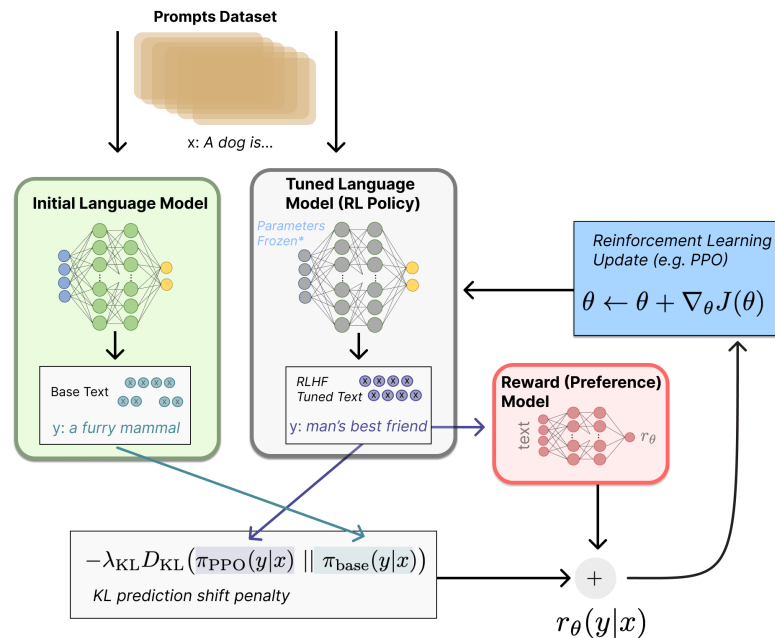 Prompts Dataset
x: A dog is...
Initial Language Model
Base Text
x x x x
x x x x
y: a furry mammal
Tuned Language
Model (RL Policy)
Parameters
Frozen*
RLHF
Tuned Text
x x x x
x x x x
y: man's best friend
Reinforcement Learning
Update (e.g. PPO)
θ ← θ + ∇θJ(θ)
Reward (Preference)
Model
text
rθ
−λKL DKL(πPPO(y|x) || πbase(y|x))
KL prediction shift penalty
+
rθ(y|x)